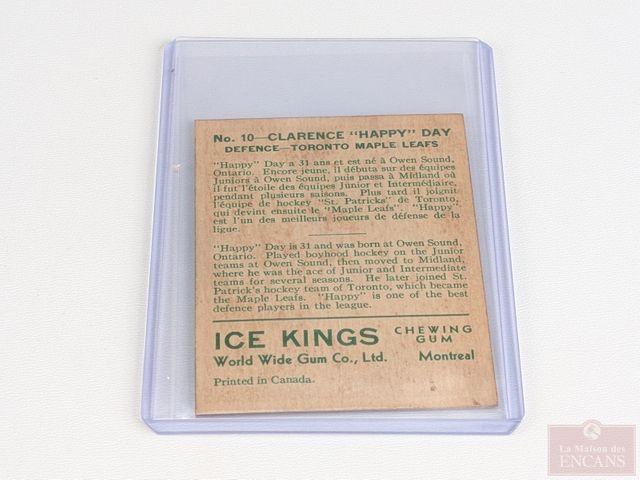 No. 10—CLARENCE "HAPPY" DAY
DEFENCE—TORONTO MAPLE LEAFS
"Happy" Day a 31 ans et est né à Owen Sound,
Ontario. Encore jeune, il débuta sur des équipes
Juniors à Owen Sound, puis passa à Midland où
il fut l'étoile des équipes Junior et Intermédiaire,
pendant plusieurs saisons. Plus tard il joignit
l'équipe de hockey "St. Patricks" de Toronto,
qui devint ensuite le "Maple Leafs". "Happy"
est l'un des meilleurs joueurs de défense de la
ligue.
"Happy" Day is 31 and was born at Owen Sound,
Ontario. Played boyhood hockey on the Junior
teams at Owen Sound, then moved to Midland,
where he was the ace of Junior and Intermediate
teams for several seasons. He later joined St.
Patrick's hockey team of Toronto, which became
the Maple Leafs. "Happy" is one of the best
defence players in the league.
ICE KINGS CHEWING GUM
World Wide Gum Co., Ltd. Montreal
Printed in Canada.
La Maison des
ENCANS